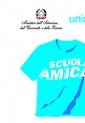 Ministero dell'Istruzione,
dell'Università e della Ricerca
unic
SCUOLA
AMICA